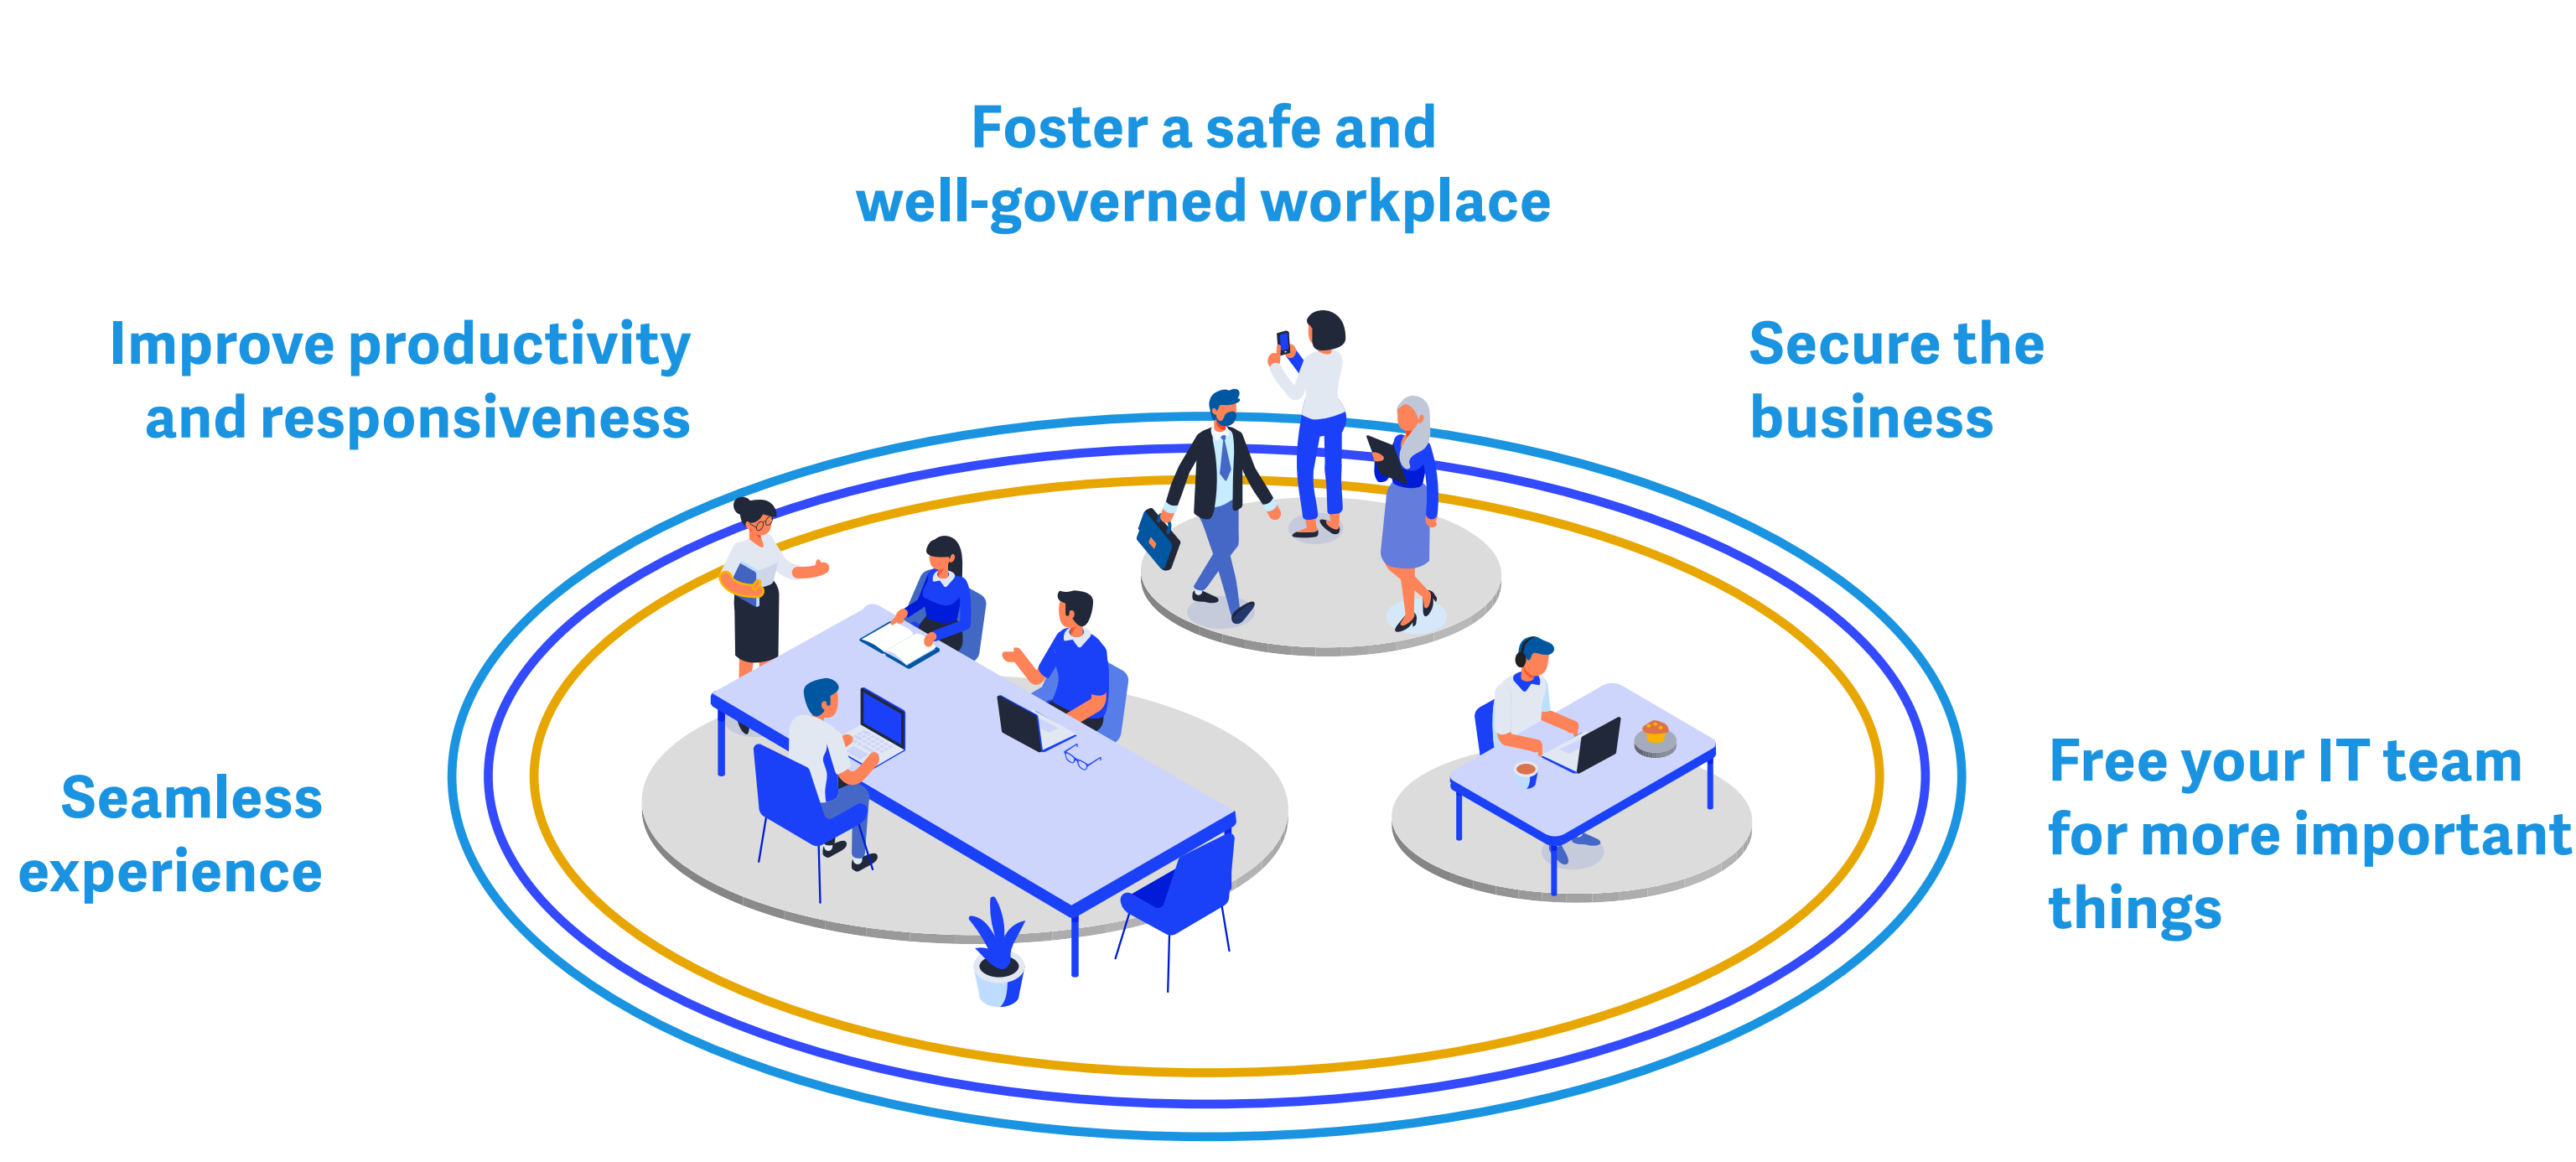 Foster a safe and
well-governed workplace
Improve productivity
and responsiveness
Secure the
business
Seamless
experience
Free your IT team
for more important
things